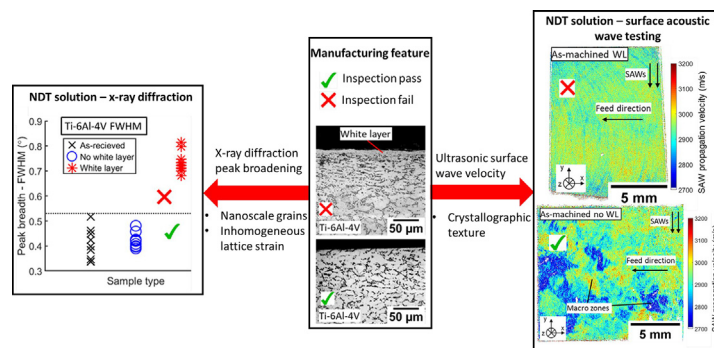 NDT solution – x-ray diffraction
Ti-6Al-4V FWHM
As-recieved
No white layer
White layer
Peak breadth - FWHM (°)
0.9
0.8
0.7
0.6
0.5
0.4
0.3
Sample type
X-ray diffraction
peak broadening
• Nanoscale grains
• Inhomogeneous
lattice strain
Manufacturing feature
Inspection pass
Inspection fail
White layer
Ti-6Al-4V
50 µm
Ti-6Al-4V
50 µm
Ultrasonic surface
wave velocity
• Crystallographic
texture
NDT solution – surface acoustic
wave testing
As-machined WL
SAWs
Feed direction
y
z
x
5 mm
3200
3100
3000
2900
2800
2700
SAW propagation velocity (m/s)
As-machined no WL
SAWs
Feed direction
Macro zones
y
z
x
5 mm
3200
3100
3000
2900
2800
2700
SAW propagation velocity